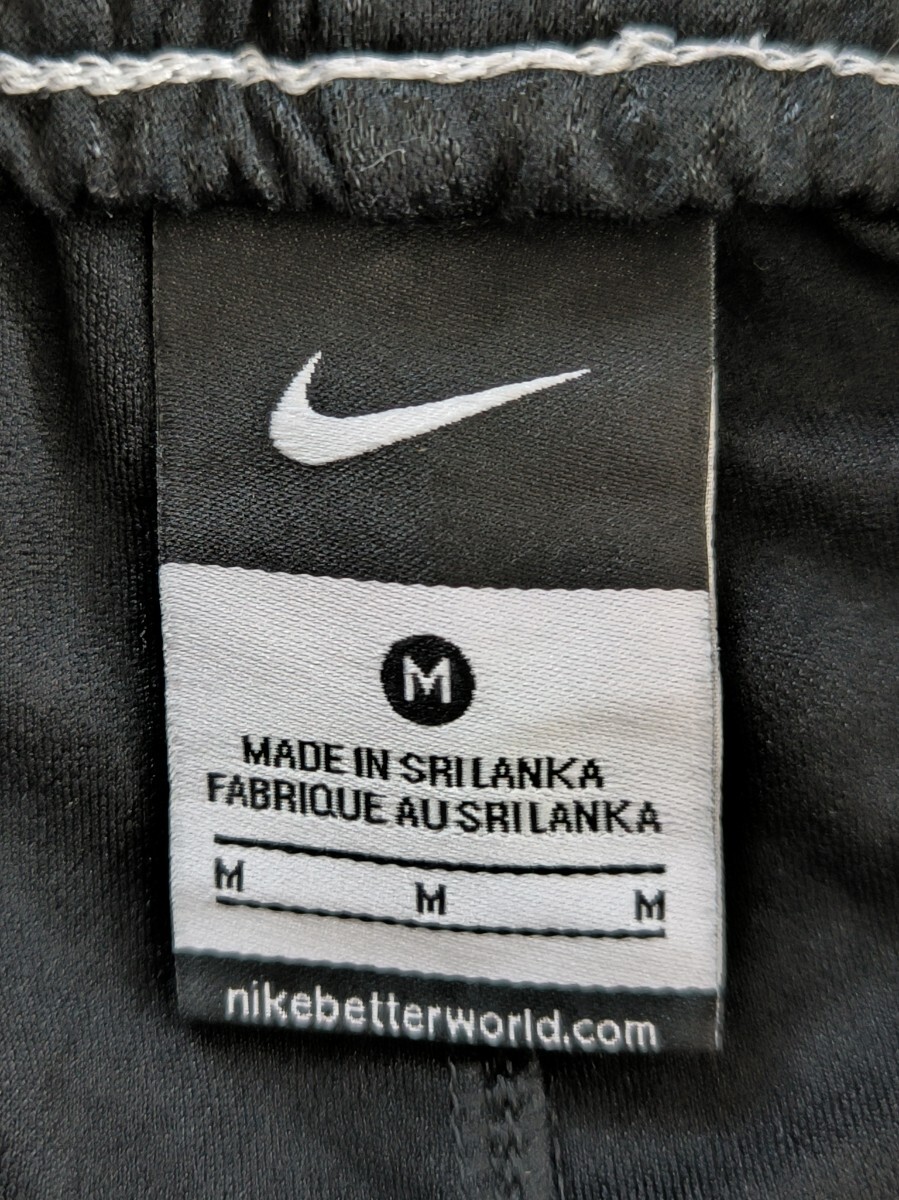 M
MADE IN SRI LANKA
FABRIQUE AU SRI LANKA
M M M
nikebetterworld.com